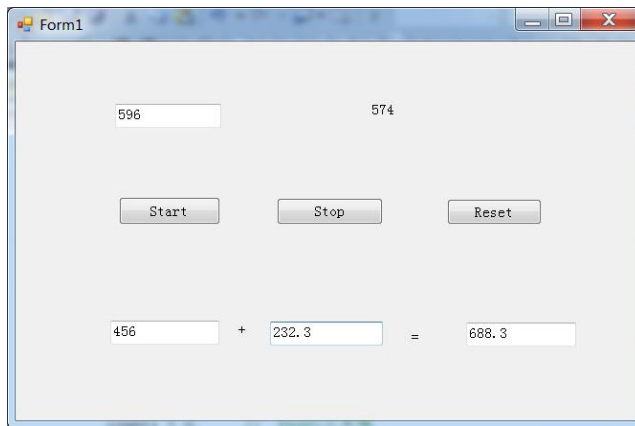 Form1
596 574
Start Stop Reset
456 + 232.3 = 688.3